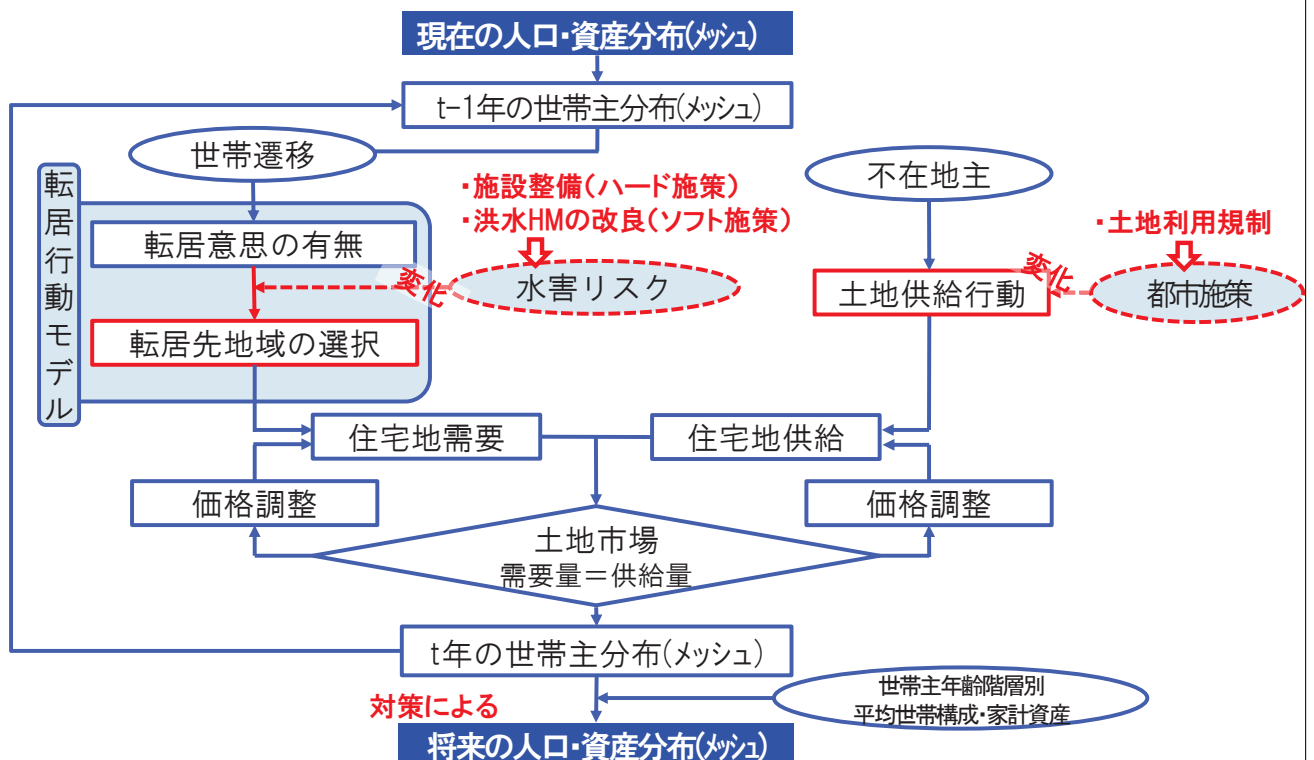 現在の人口・資産分布(メッシュ)
t-1年の世帯主分布(メッシュ)
世帯遷移
転居行動モデル
転居意思の有無
転居先地域の選択
・施設整備(ハード施策)
・洪水HMの改良(ソフト施策)
変化
水害リスク
不在地主
・土地利用規制
変化
土地供給行動
都市施策
住宅地需要
住宅地供給
価格調整
価格調整
土地市場
需要量=供給量
t年の世帯主分布(メッシュ)
世帯主年齢階層別
平均世帯構成・家計資産
対策による
将来の人口・資産分布(メッシュ)